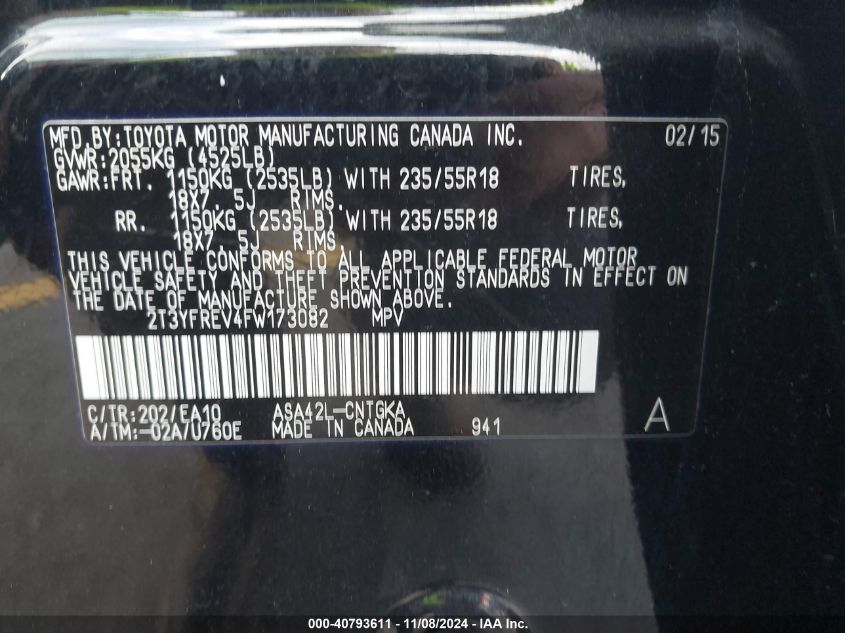 MFD.BY:TOYOTA MOTOR MANUFACTURING CANADA INC. 02/15
GVWR:2055KG (4525LB)
GAWR:FRT. 1150KG (2535LB) WITH 235/55R18 TIRES,
18X7.5J RIMS,
RR. 1150KG (2535LB) WITH 235/55R18 TIRES,
18X7.5J RIMS
THIS VEHICLE CONFORMS TO ALL APPLICABLE FEDERAL MOTOR
VEHICLE SAFETY AND THEFT PREVENTION STANDARDS IN EFFECT ON
THE DATE OF MANUFACTURE SHOWN ABOVE.
2T3YFREV4FW173082 MPV
C/TR:202/EA10 ASA42L-CNTGKA
A/TM:-02A/U760E MADE IN CANADA 941 A
000-40793611 - 11/08/2024 - IAA Inc.